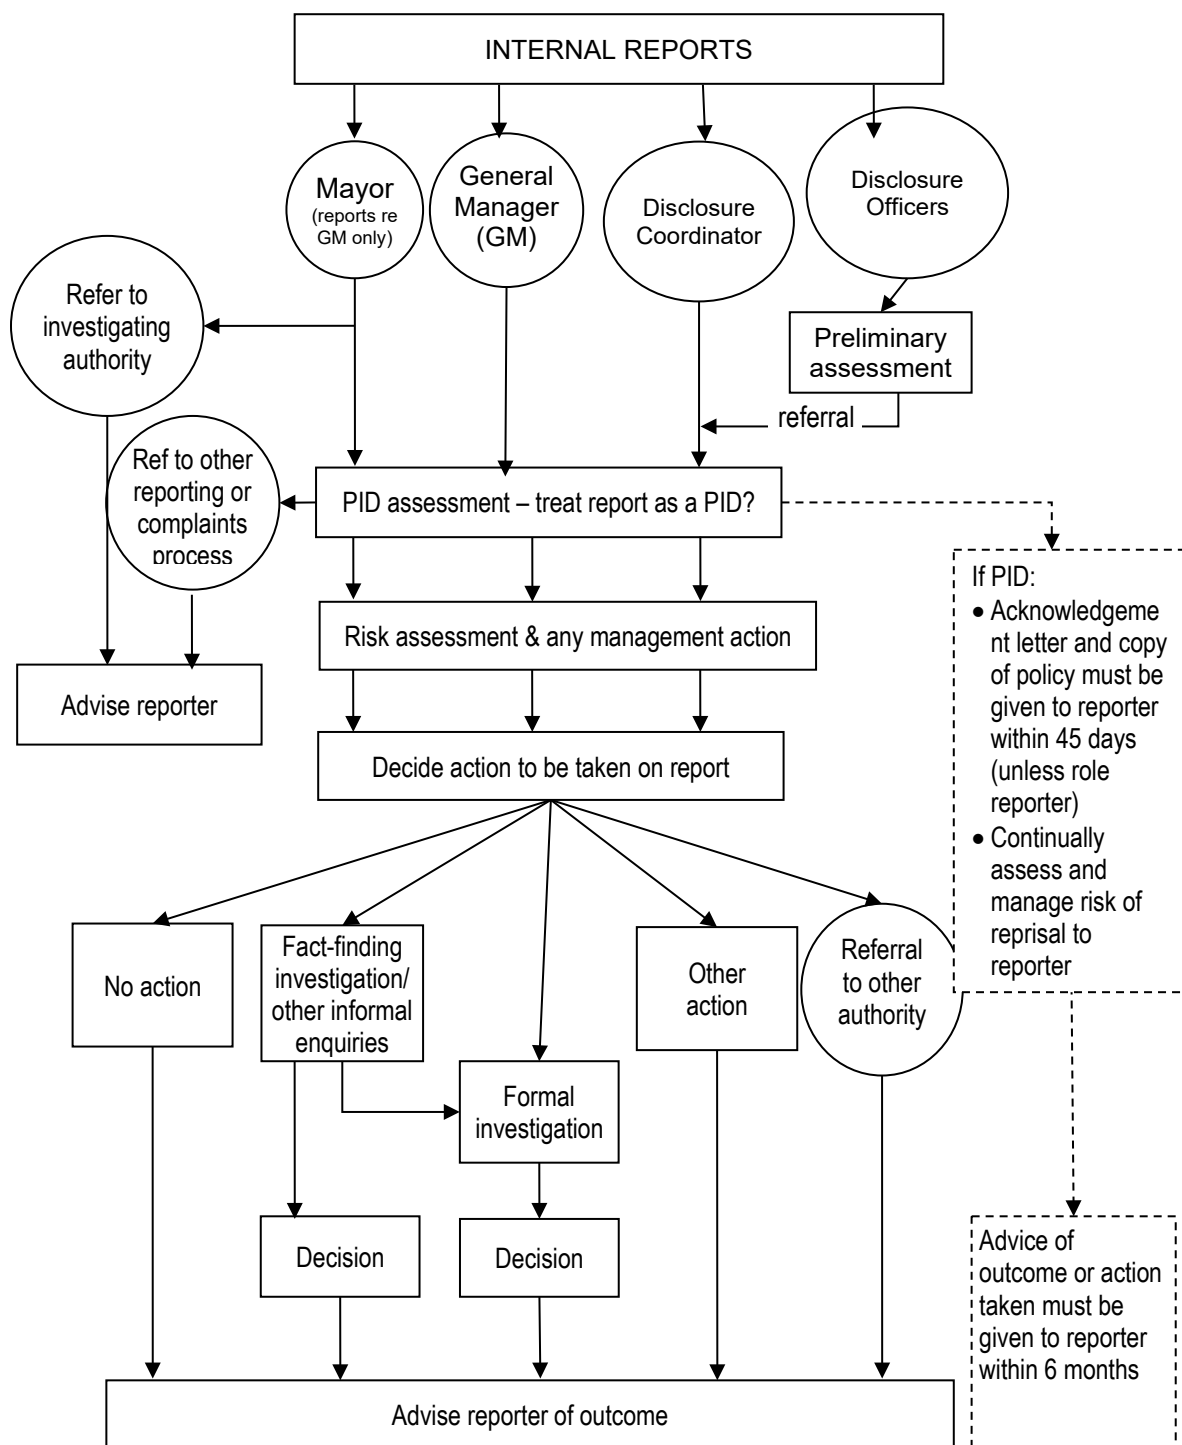 INTERNAL REPORTS
Mayor
(reports re
GM only)
General
Manager
(GM)
Disclosure
Coordinator
Disclosure
Officers
Refer to
investigating
authority
Preliminary
assessment
referral
Ref to other
reporting or
complaints
process
PID assessment – treat report as a PID?
If PID:
• Acknowledgeme
nt letter and copy
of policy must be
given to reporter
within 45 days
(unless role
reporter)
• Continually
assess and
manage risk of
reprisal to
reporter
Risk assessment & any management action
Advise reporter
Decide action to be taken on report
No action
Fact-finding
investigation/
other informal
enquiries
Formal
investigation
Other
action
Referral
to other
authority
Decision
Decision
Advice of
outcome or action
taken must be
given to reporter
within 6 months
Advise reporter of outcome